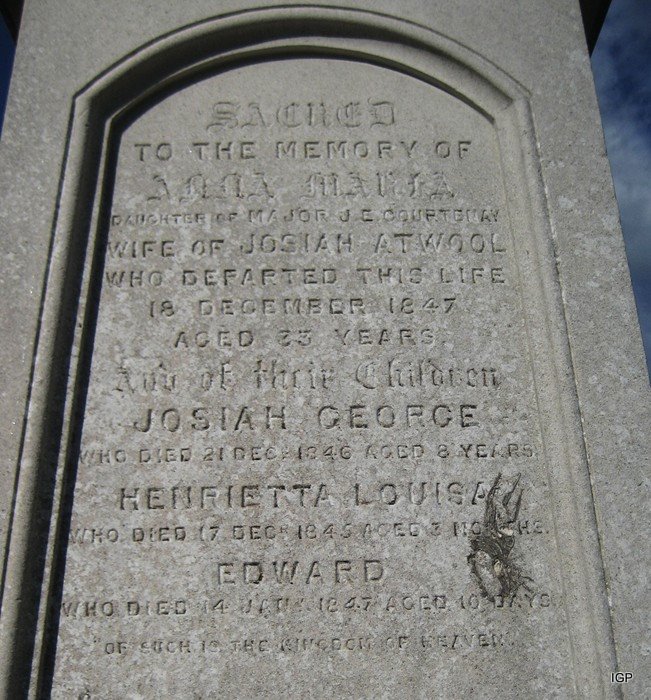 SACRED
TO THE MEMORY OF
ANNA MARIA
DAUGHTER OF MAJOR J.E. COURTENAY
WIFE OF JOSIAH ATWOOL
WHO DEPARTED THIS LIFE
18 DECEMBER 1847
AGED 33 YEARS.
And of their Children
JOSIAH GEORGE
WHO DIED 21 DECR 1846 AGED 8 YEARS.
HENRIETTA LOUISA
WHO DIED 17 DECR 1845 AGED 3 MONTHS.
EDWARD
WHO DIED 14 JANY 1847 AGED 10 DAYS
"OF SUCH IS THE KINGDOM OF HEAVEN".
IGP